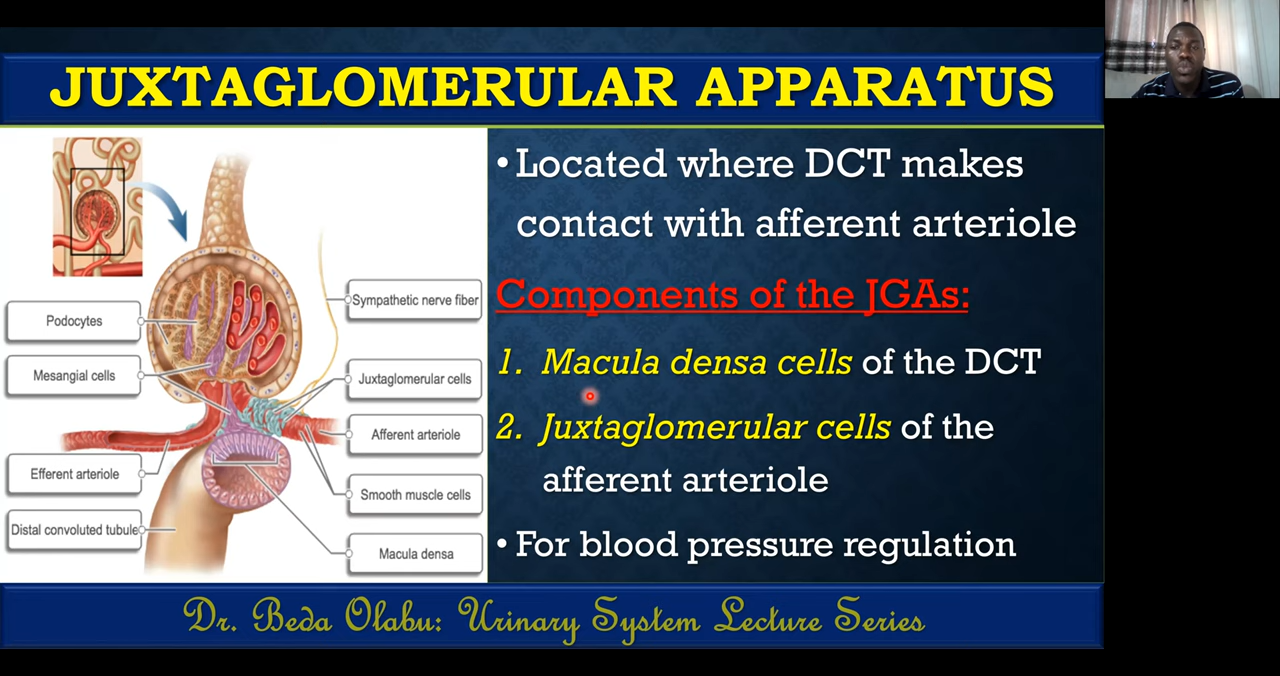 JUXTAGLOMERULAR APPARATUS
Podocytes
Mesangial cells
Efferent arteriole
Distal convoluted tubule
Sympathetic nerve fiber
Juxtaglomerular cells
Afferent arteriole
Smooth muscle cells
Macula densa
• Located where DCT makes
contact with afferent arteriole
Components of the JGAs:
1. Macula densa cells of the DCT
2. Juxtaglomerular cells of the
afferent arteriole
• For blood pressure regulation
Dr. Beda Olabu: Urinary System Lecture Series